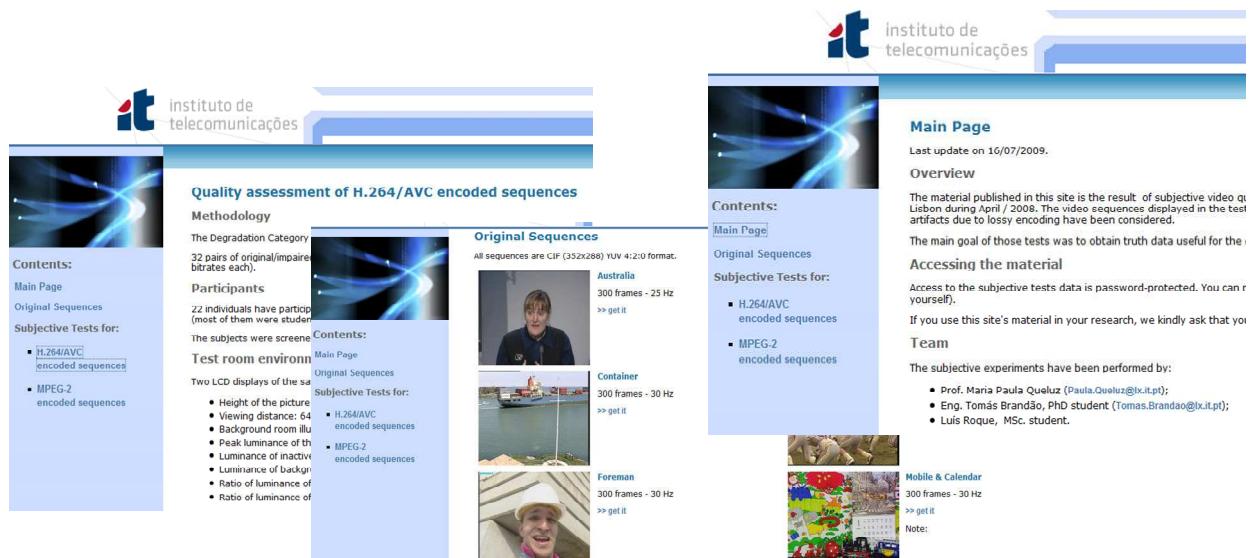 instituto de
telecomunicações
Contents:
Main Page
Original Sequences
Subjective Tests for:
H.264/AVC
encoded sequences
MPEG-2
encoded sequences
Quality assessment of H.264/AVC encoded sequences
Methodology
The Degradation Category
32 pairs of original/impaire
bitrates each).
Participants
22 individuals have particip
(most of them were studen
The subjects were screene
Test room environn
Two LCD displays of the sa
Height of the picture
Viewing distance: 64
Background room illu
Peak luminance of th
Luminance of inactive
Luminance of backgr
Ratio of luminance of
Ratio of luminance of
Contents:
Main Page
Original Sequences
Subjective Tests for:
H.264/AVC
encoded sequences
MPEG-2
encoded sequences
Original Sequences
All sequences are CIF (352x288) YUV 4:2:0 format.
Australia
300 frames - 25 Hz
>> get it
Container
300 frames - 30 Hz
>> get it
Foreman
300 frames - 30 Hz
>> get it
instituto de
telecomunicações
Contents:
Main Page
Original Sequences
Subjective Tests for:
H.264/AVC
encoded sequences
MPEG-2
encoded sequences
Main Page
Last update on 16/07/2009.
Overview
The material published in this site is the result of subjective video qu
Lisbon during April / 2008. The video sequences displayed in the test
artifacts due to lossy encoding have been considered.
The main goal of those tests was to obtain truth data useful for the
Accessing the material
Access to the subjective tests data is password-protected. You can r
yourself).
If you use this site's material in your research, we kindly ask that you
Team
The subjective experiments have been performed by:
Prof. Maria Paula Queluz (Paula.Queluz@lx.it.pt);
Eng. Tomás Brandão, PhD student (Tomas.Brandao@lx.it.pt);
Luís Roque, MSc. student.
Mobile & Calendar
300 frames - 30 Hz
>> get it
Note: